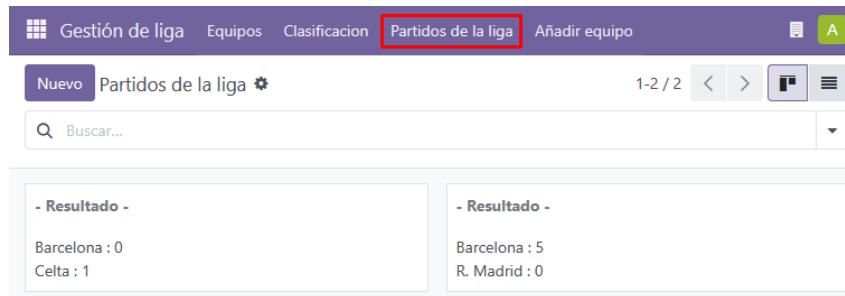 Gestión de liga Equipos Clasificacion Partidos de la liga Añadir equipo A
Nuevo Partidos de la liga 1-2 / 2
Buscar...
- Resultado -
Barcelona : 0
Celta : 1
- Resultado -
Barcelona : 5
R. Madrid : 0